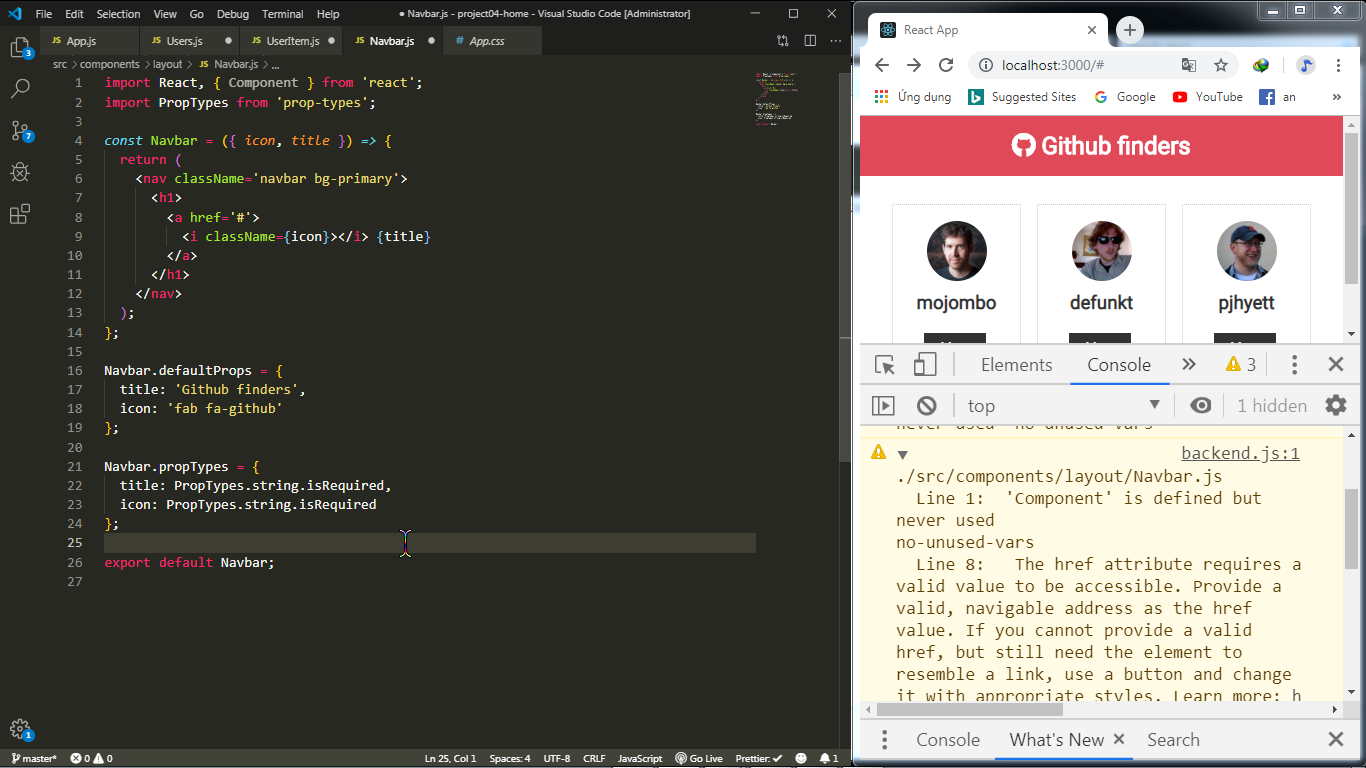 File Edit Selection View Go Debug Terminal Help
● Navbar.js - project04-home - Visual Studio Code [Administrator]
JS App.js
JS Users.js ●
JS UserItem.js ●
JS Navbar.js ●
# App.css
src > components > layout > JS Navbar.js > ...
1 import React, { Component } from 'react';
2 import PropTypes from 'prop-types';
3
4 const Navbar = ({ icon, title }) => {
5 return (
6 <nav className='navbar bg-primary'>
7 <h1>
8 <a href='#'>
9 <i className={icon}></i> {title}
10 </a>
11 </h1>
12 </nav>
13 );
14 };
15
16 Navbar.defaultProps = {
17 title: 'Github finders',
18 icon: 'fab fa-github'
19 };
20
21 Navbar.propTypes = {
22 title: PropTypes.string.isRequired,
23 icon: PropTypes.string.isRequired
24 };
25
26 export default Navbar;
27
3
7
1
master* 0 0
Ln 25, Col 1 Spaces: 4 UTF-8 CRLF JavaScript Go Live Prettier: ✓ 1
React App
localhost:3000/#
Ứng dụng Suggested Sites Google YouTube an »
Github finders
mojombo defunkt pjhyett
Elements Console » 3
top 1 hidden
never used no-unused-vars
backend.js:1
./src/components/layout/Navbar.js
Line 1: 'Component' is defined but
never used
no-unused-vars
Line 8: The href attribute requires a
valid value to be accessible. Provide a
valid, navigable address as the href
value. If you cannot provide a valid
href, but still need the element to
resemble a link, use a button and change
it with appropriate styles. Learn more: h
Console What's New Search